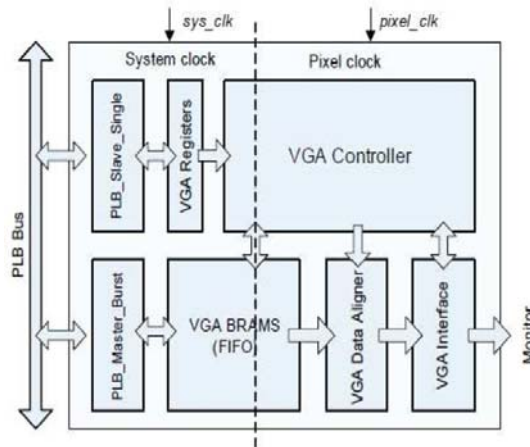 sys_clk
pixel_clk
System clock
Pixel clock
PLB Bus
PLB_Slave_Single
VGA Registers
VGA Controller
PLB_Master_Burst
VGA BRAMS
(FIFO)
VGA Data Aligner
VGA Interface
Monitor